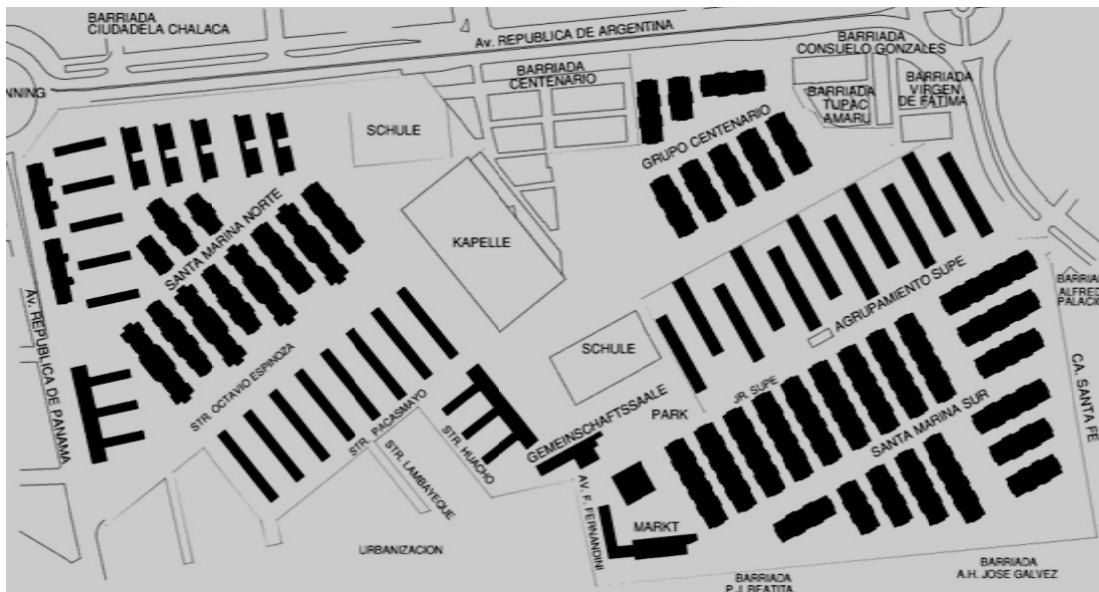 BARRIADA
CIUDADELA CHALACA
Av. REPUBLICA DE ARGENTINA
BARRIADA
CONSUELO GONZALES
NNING
BARRIADA
CENTENARIO
BARRIADA
TUPAC
AMARU
BARRIADA
VIRGEN
DE FATIMA
SCHULE
GRUPO CENTENARIO
SANTA MARINA NORTE
KAPELLE
AGRUPAMIENTO SUPE
BARRIA
ALFRED
PALACI
Av. REPUBLICA DE PANAMA
STR. OCTAVIO ESPINOZA
SCHULE
CA. SANTA FE
JR. SUPE
PARK
STR. PACASMAYO
GEMEINSCHAFTSSAALE
SANTA MARINA SUR
STR. HUACHO
STR. LAMBAYEQUE
AV. F. FERNANDINI
MARKT
URBANIZACION
BARRIADA
A.H. JOSE GALVEZ
BARRIADA
P.J. BEATITA